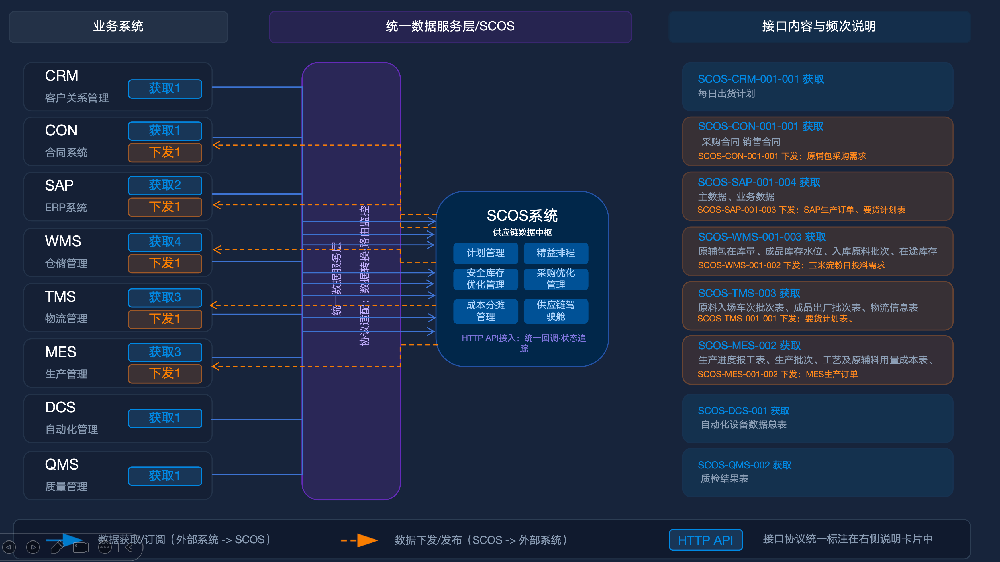 业务系统
统一数据服务层/SCOS
接口内容与频次说明
CRM
客户关系管理
获取1
CON
合同系统
获取1
下发1
SAP
ERP系统
获取2
下发1
WMS
仓储管理
获取4
下发1
TMS
物流管理
获取3
下发1
MES
生产管理
获取3
下发1
DCS
自动化管理
获取1
QMS
质量管理
获取1
统一数据服务层
协议适配：数据转换·路由监控
SCOS系统
供应链数据中枢
计划管理
精益排程
安全库存
优化管理
采购优化
管理
成本分摊
管理
供应链驾
驶舱
HTTP API接入：统一回调·状态追
踪
SCOS-CRM-001-001 获取
每日出货计划
SCOS-CON-001-001 获取
采购合同 销售合同
SCOS-CON-001-001 下发：原辅包采购需求
SCOS-SAP-001-004 获取
主数据、业务数据
SCOS-SAP-001-003 下发：SAP生产订单、要货计划表
SCOS-WMS-001-003 获取
原辅包在库量、成品库存水位、入库原料批次、在途库存
SCOS-WMS-001-002 下发：玉米淀粉日投料需求
SCOS-TMS-003 获取
原料入场车次批次表、成品出厂批次表、物流信息表
SCOS-TMS-001-001 下发：要货计划表、
SCOS-MES-002 获取
生产进度报工表、生产批次、工艺及原辅料用量成本表、
SCOS-MES-001-002 下发：MES生产订单
SCOS-DCS-001 获取
自动化设备数据总表
SCOS-QMS-002 获取
质检结果表
数据获取/订阅（外部系统 -> SCOS）
数据下发/发布（SCOS -> 外部系统）
HTTP API
接口协议统一标注在右侧说明卡片中